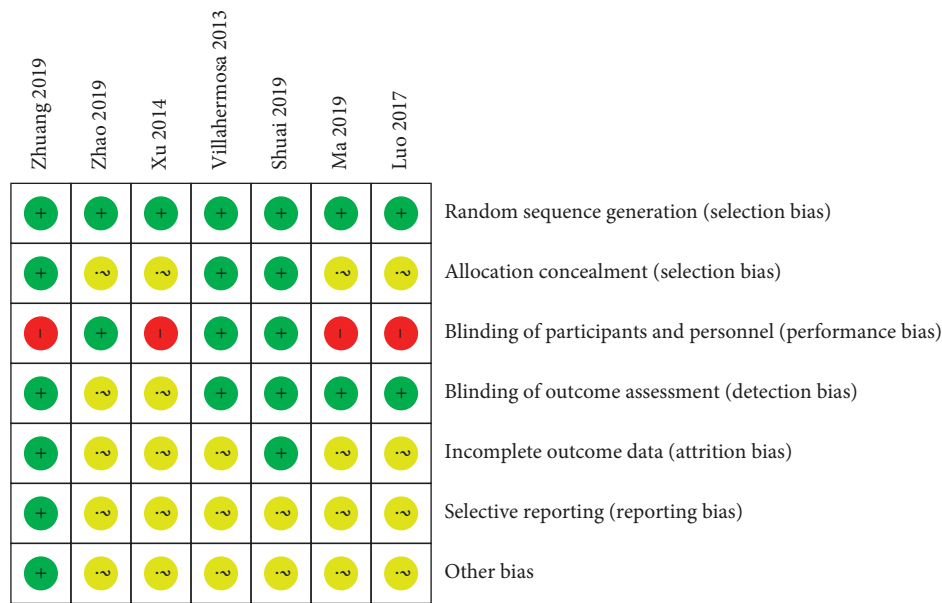 Zhuang 2019
Zhao 2019
Xu 2014
Villahermosa 2013
Shuai 2019
Ma 2019
Luo 2017
+ + + + + + + Random sequence generation (selection bias)
+ ? ? + + ? ? Allocation concealment (selection bias)
– + – + + – – Blinding of participants and personnel (performance bias)
+ ? ? + + + + Blinding of outcome assessment (detection bias)
+ ? ? ? + ? ? Incomplete outcome data (attrition bias)
+ ? ? ? ? ? ? Selective reporting (reporting bias)
+ ? ? ? ? ? ? Other bias